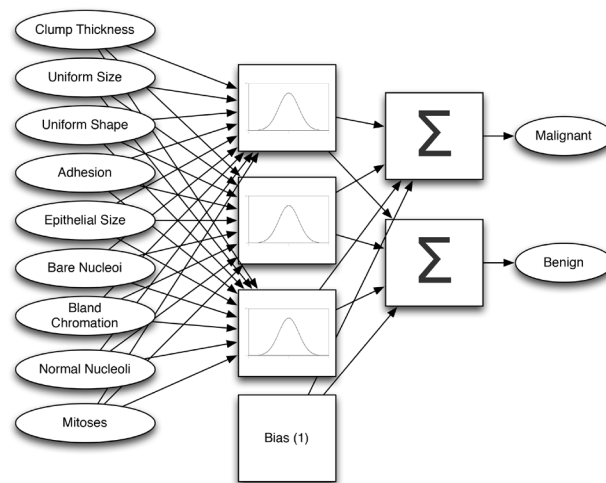 Clump Thickness
Uniform Size
Uniform Shape
Adhesion
Epithelial Size
Bare Nucleoi
Bland
Chromation
Normal Nucleoli
Mitoses
Bias (1)
Σ
Σ
Malignant
Benign